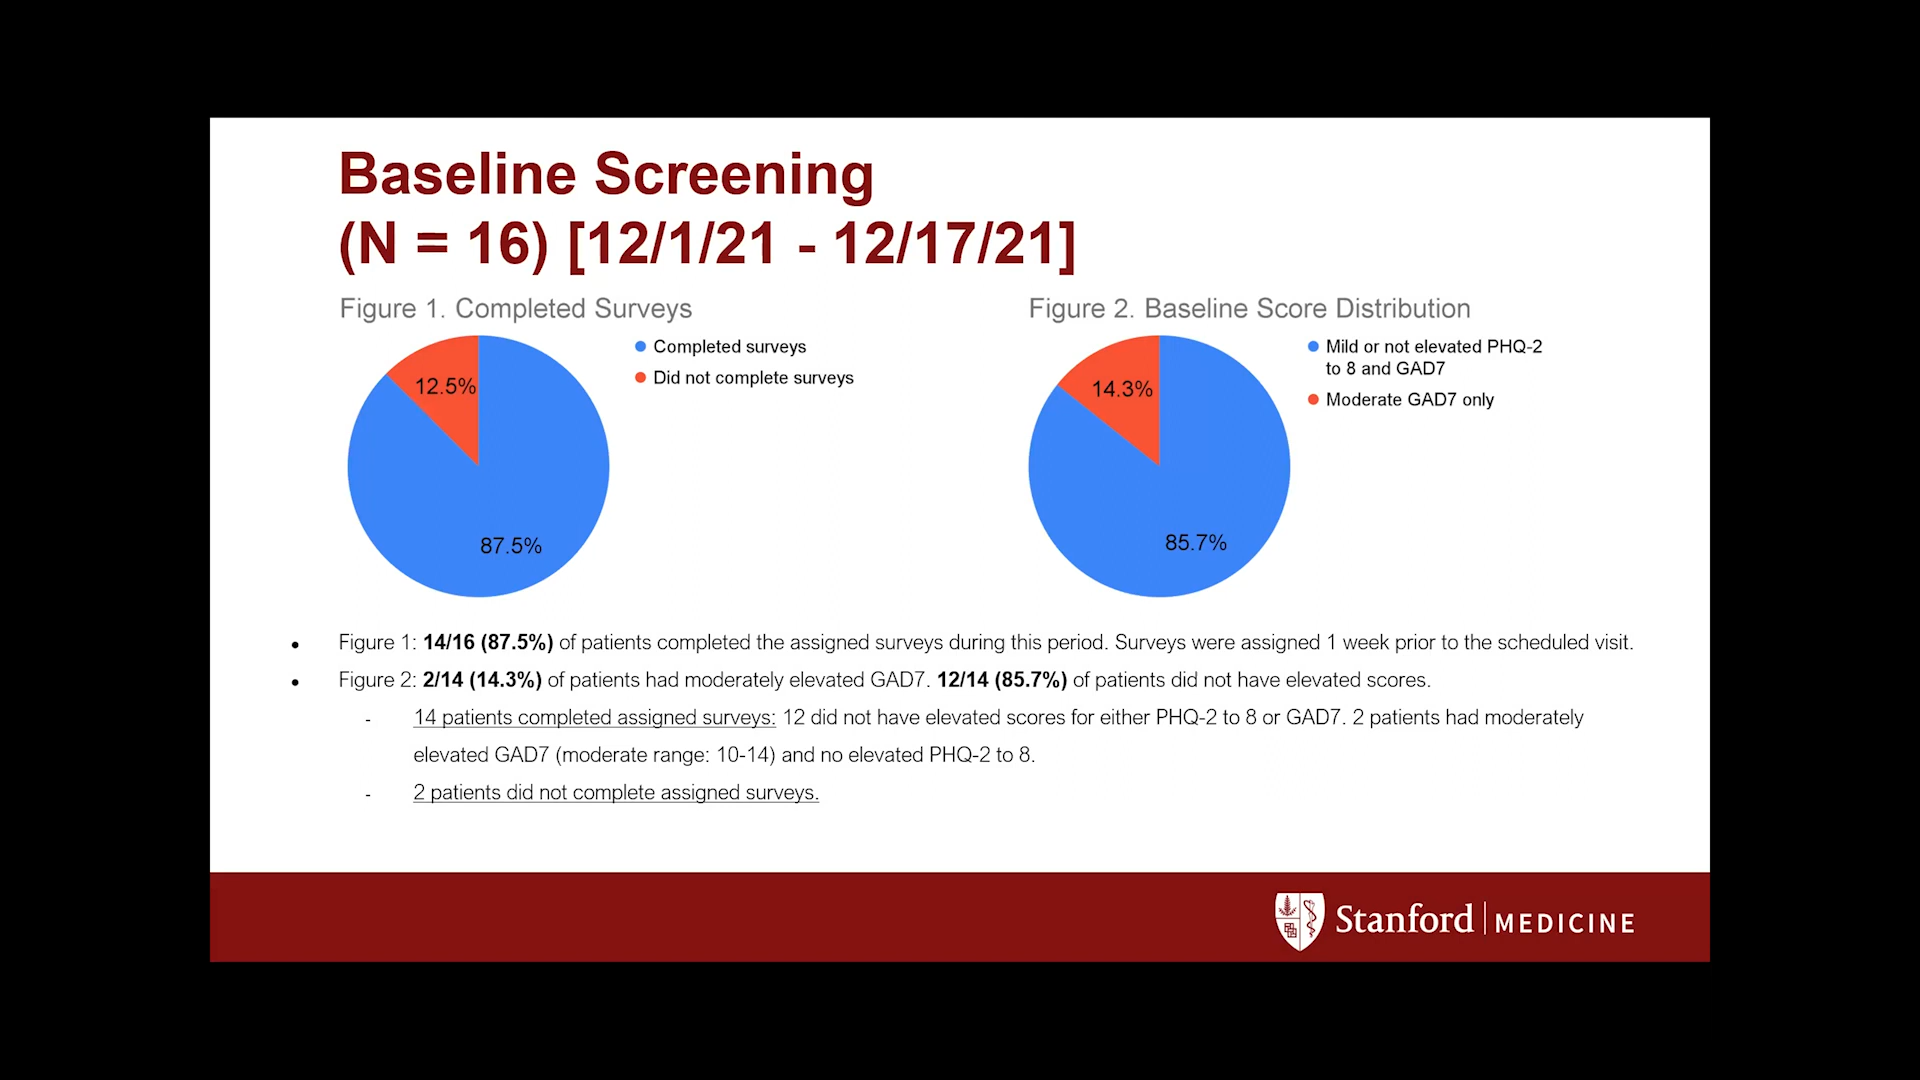 Baseline Screening
(N = 16) [12/1/21 - 12/17/21]
Figure 1. Completed Surveys
12.5%
87.5%
Completed surveys
Did not complete surveys
Figure 2. Baseline Score Distribution
14.3%
85.7%
Mild or not elevated PHQ-2
to 8 and GAD7
Moderate GAD7 only
• Figure 1: 14/16 (87.5%) of patients completed the assigned surveys during this period. Surveys were assigned 1 week prior to the scheduled visit.
• Figure 2: 2/14 (14.3%) of patients had moderately elevated GAD7. 12/14 (85.7%) of patients did not have elevated scores.
- 14 patients completed assigned surveys: 12 did not have elevated scores for either PHQ-2 to 8 or GAD7. 2 patients had moderately
elevated GAD7 (moderate range: 10-14) and no elevated PHQ-2 to 8.
- 2 patients did not complete assigned surveys.
Stanford | MEDICINE